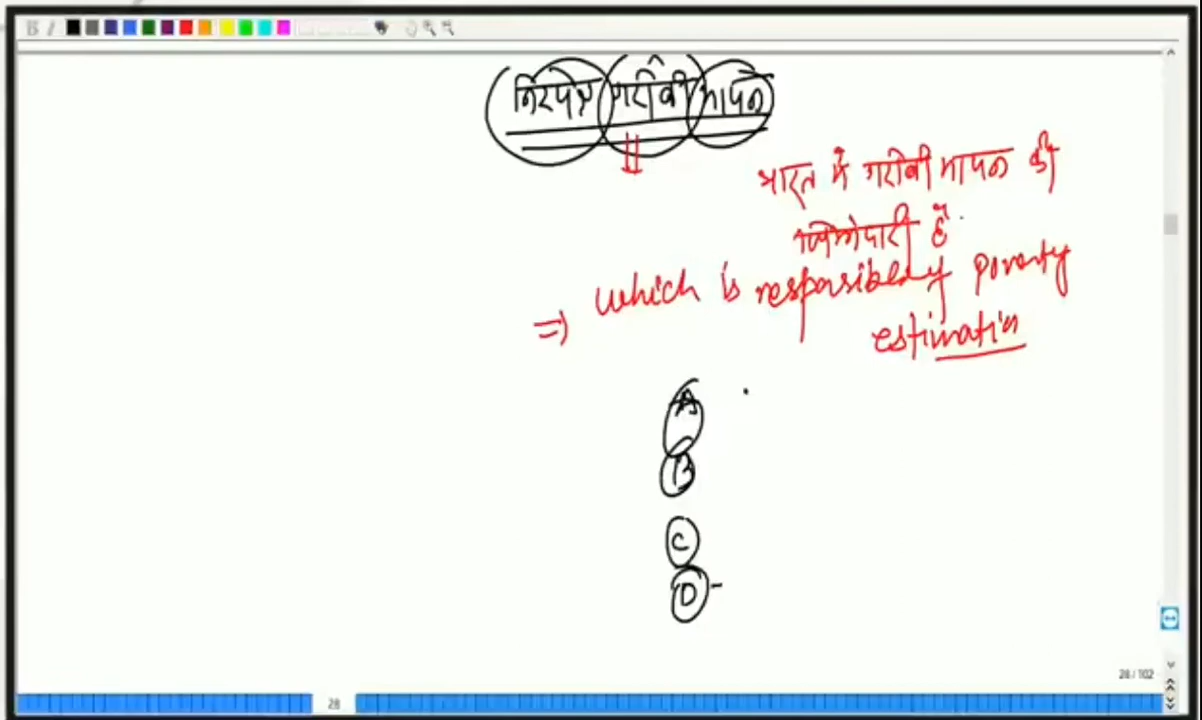 B I
निरपेक्ष गरीबी मापन
भारत में गरीबी मापन की
जिम्मेदारी है
which is responsible of poverty
=> estimation
A
B
C
D -
28 / 102
28